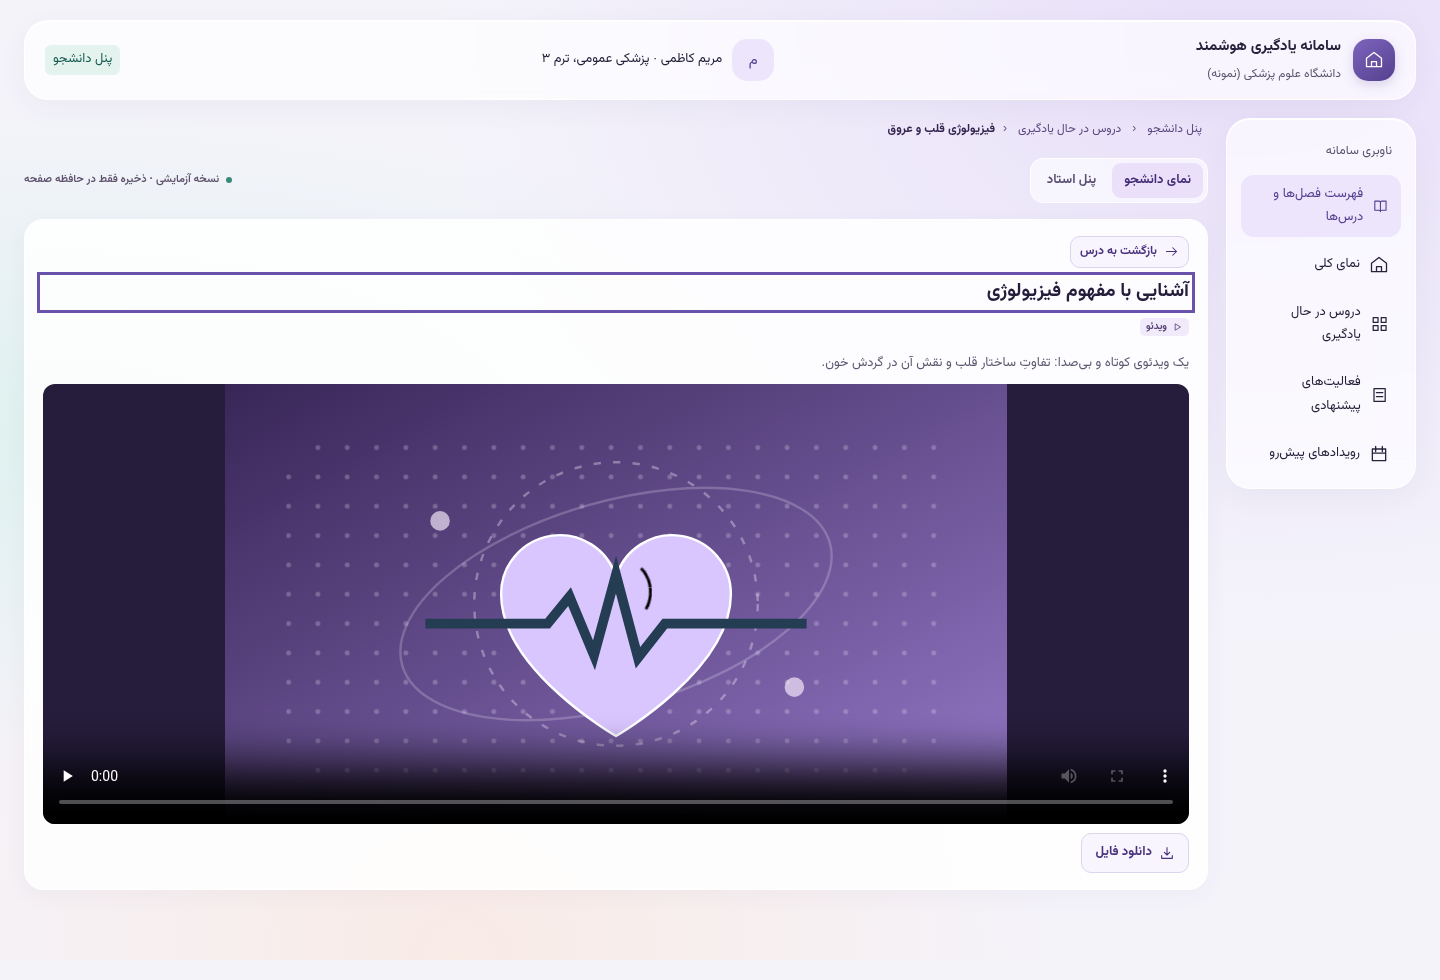 سامانه یادگیری هوشمند
دانشگاه علوم پزشکی (نمونه)
م
مریم کاظمی · پزشکی عمومی، ترم ۳
پنل دانشجو
ناوبری سامانه
فهرست فصل‌ها و
درس‌ها
نمای کلی
دروس در حال
یادگیری
فعالیت‌های
پیشنهادی
رویدادهای پیش‌رو
پنل دانشجو › دروس در حال یادگیری › فیزیولوژی قلب و عروق
نمای دانشجو
پنل استاد
نسخه آزمایشی · ذخیره فقط در حافظه صفحه
بازگشت به درس
آشنایی با مفهوم فیزیولوژی
ویدئو
یک ویدئوی کوتاه و بی‌صدا: تفاوتِ ساختار قلب و نقش آن در گردش خون.
0:00
دانلود فایل